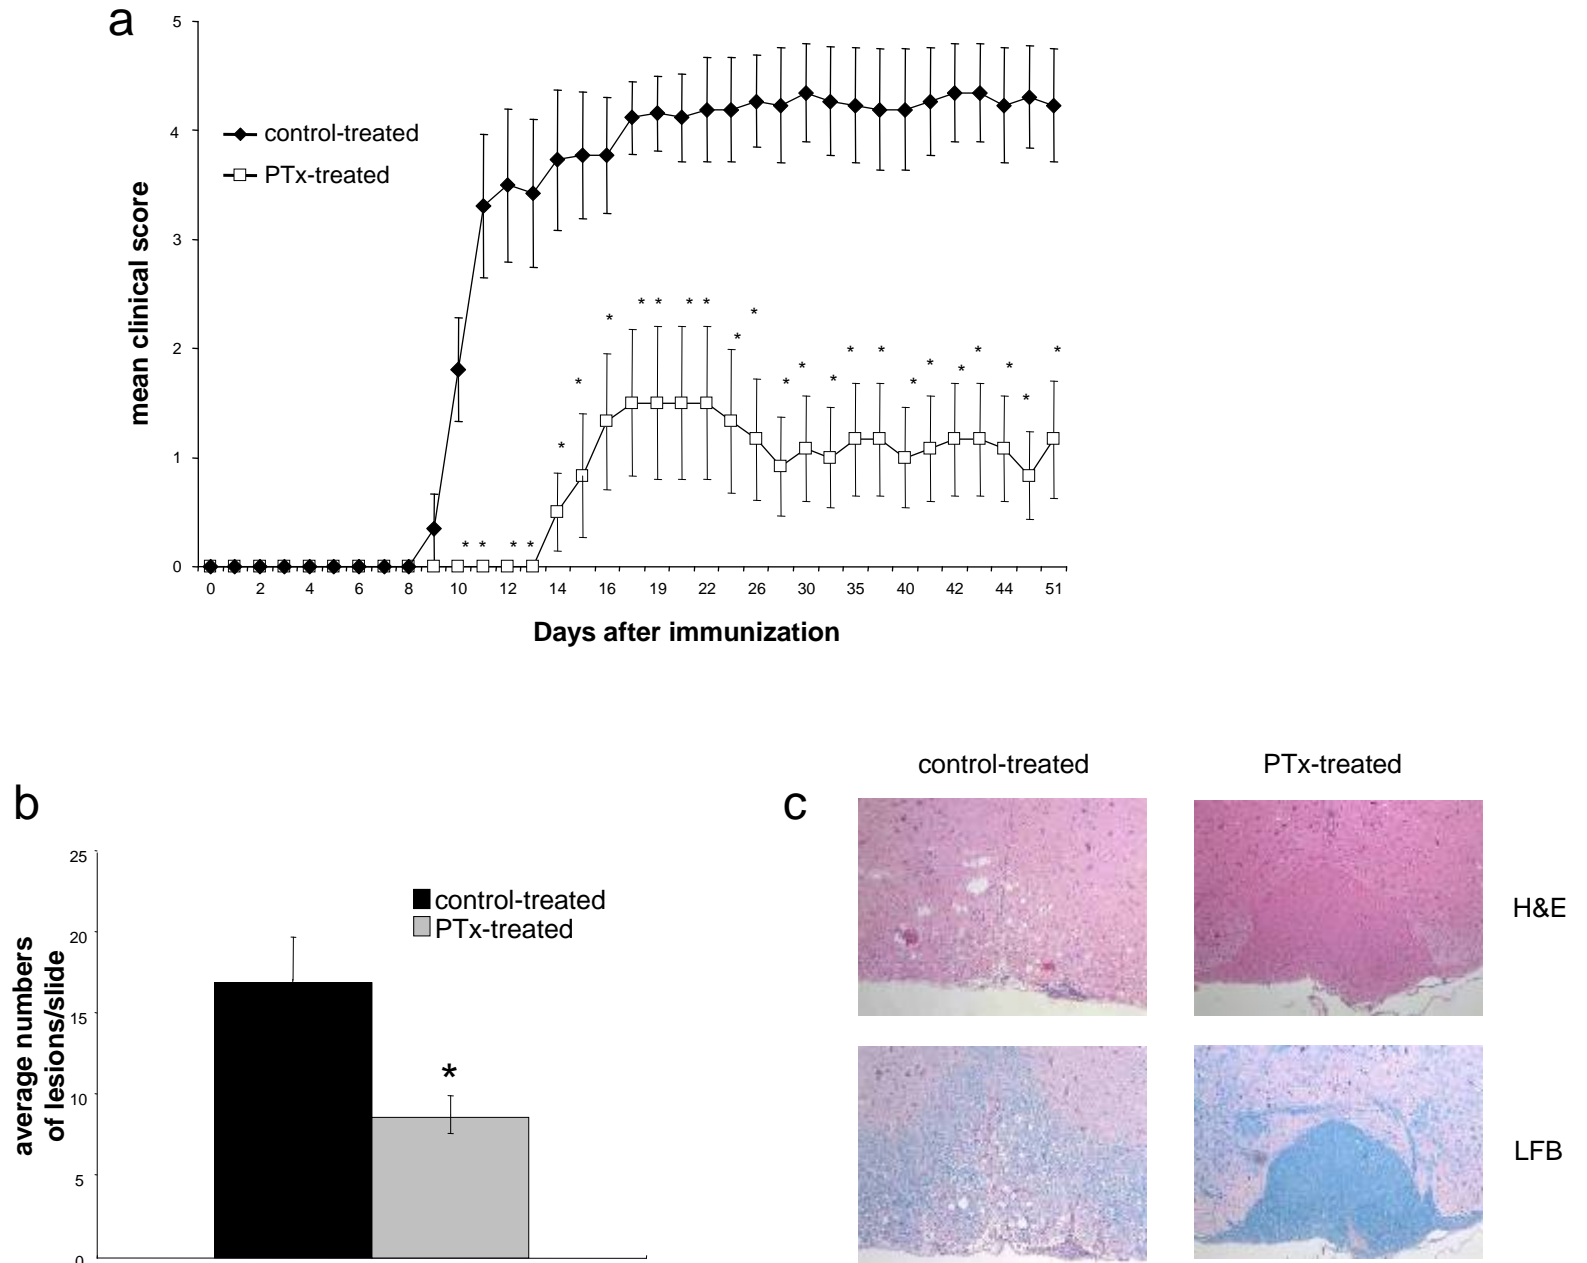 a
5
4
3
2
1
0
mean clinical score
control-treated
PTx-treated
* * * * * * * * * * * * * * * * * * * * * * * * *
0 2 4 6 8 10 12 14 16 19 22 26 30 35 40 42 44 51
Days after immunization
b
25
20
15
10
5
0
average numbers
of lesions/slide
control-treated
PTx-treated
*
c
control-treated PTx-treated
H&E
LFB